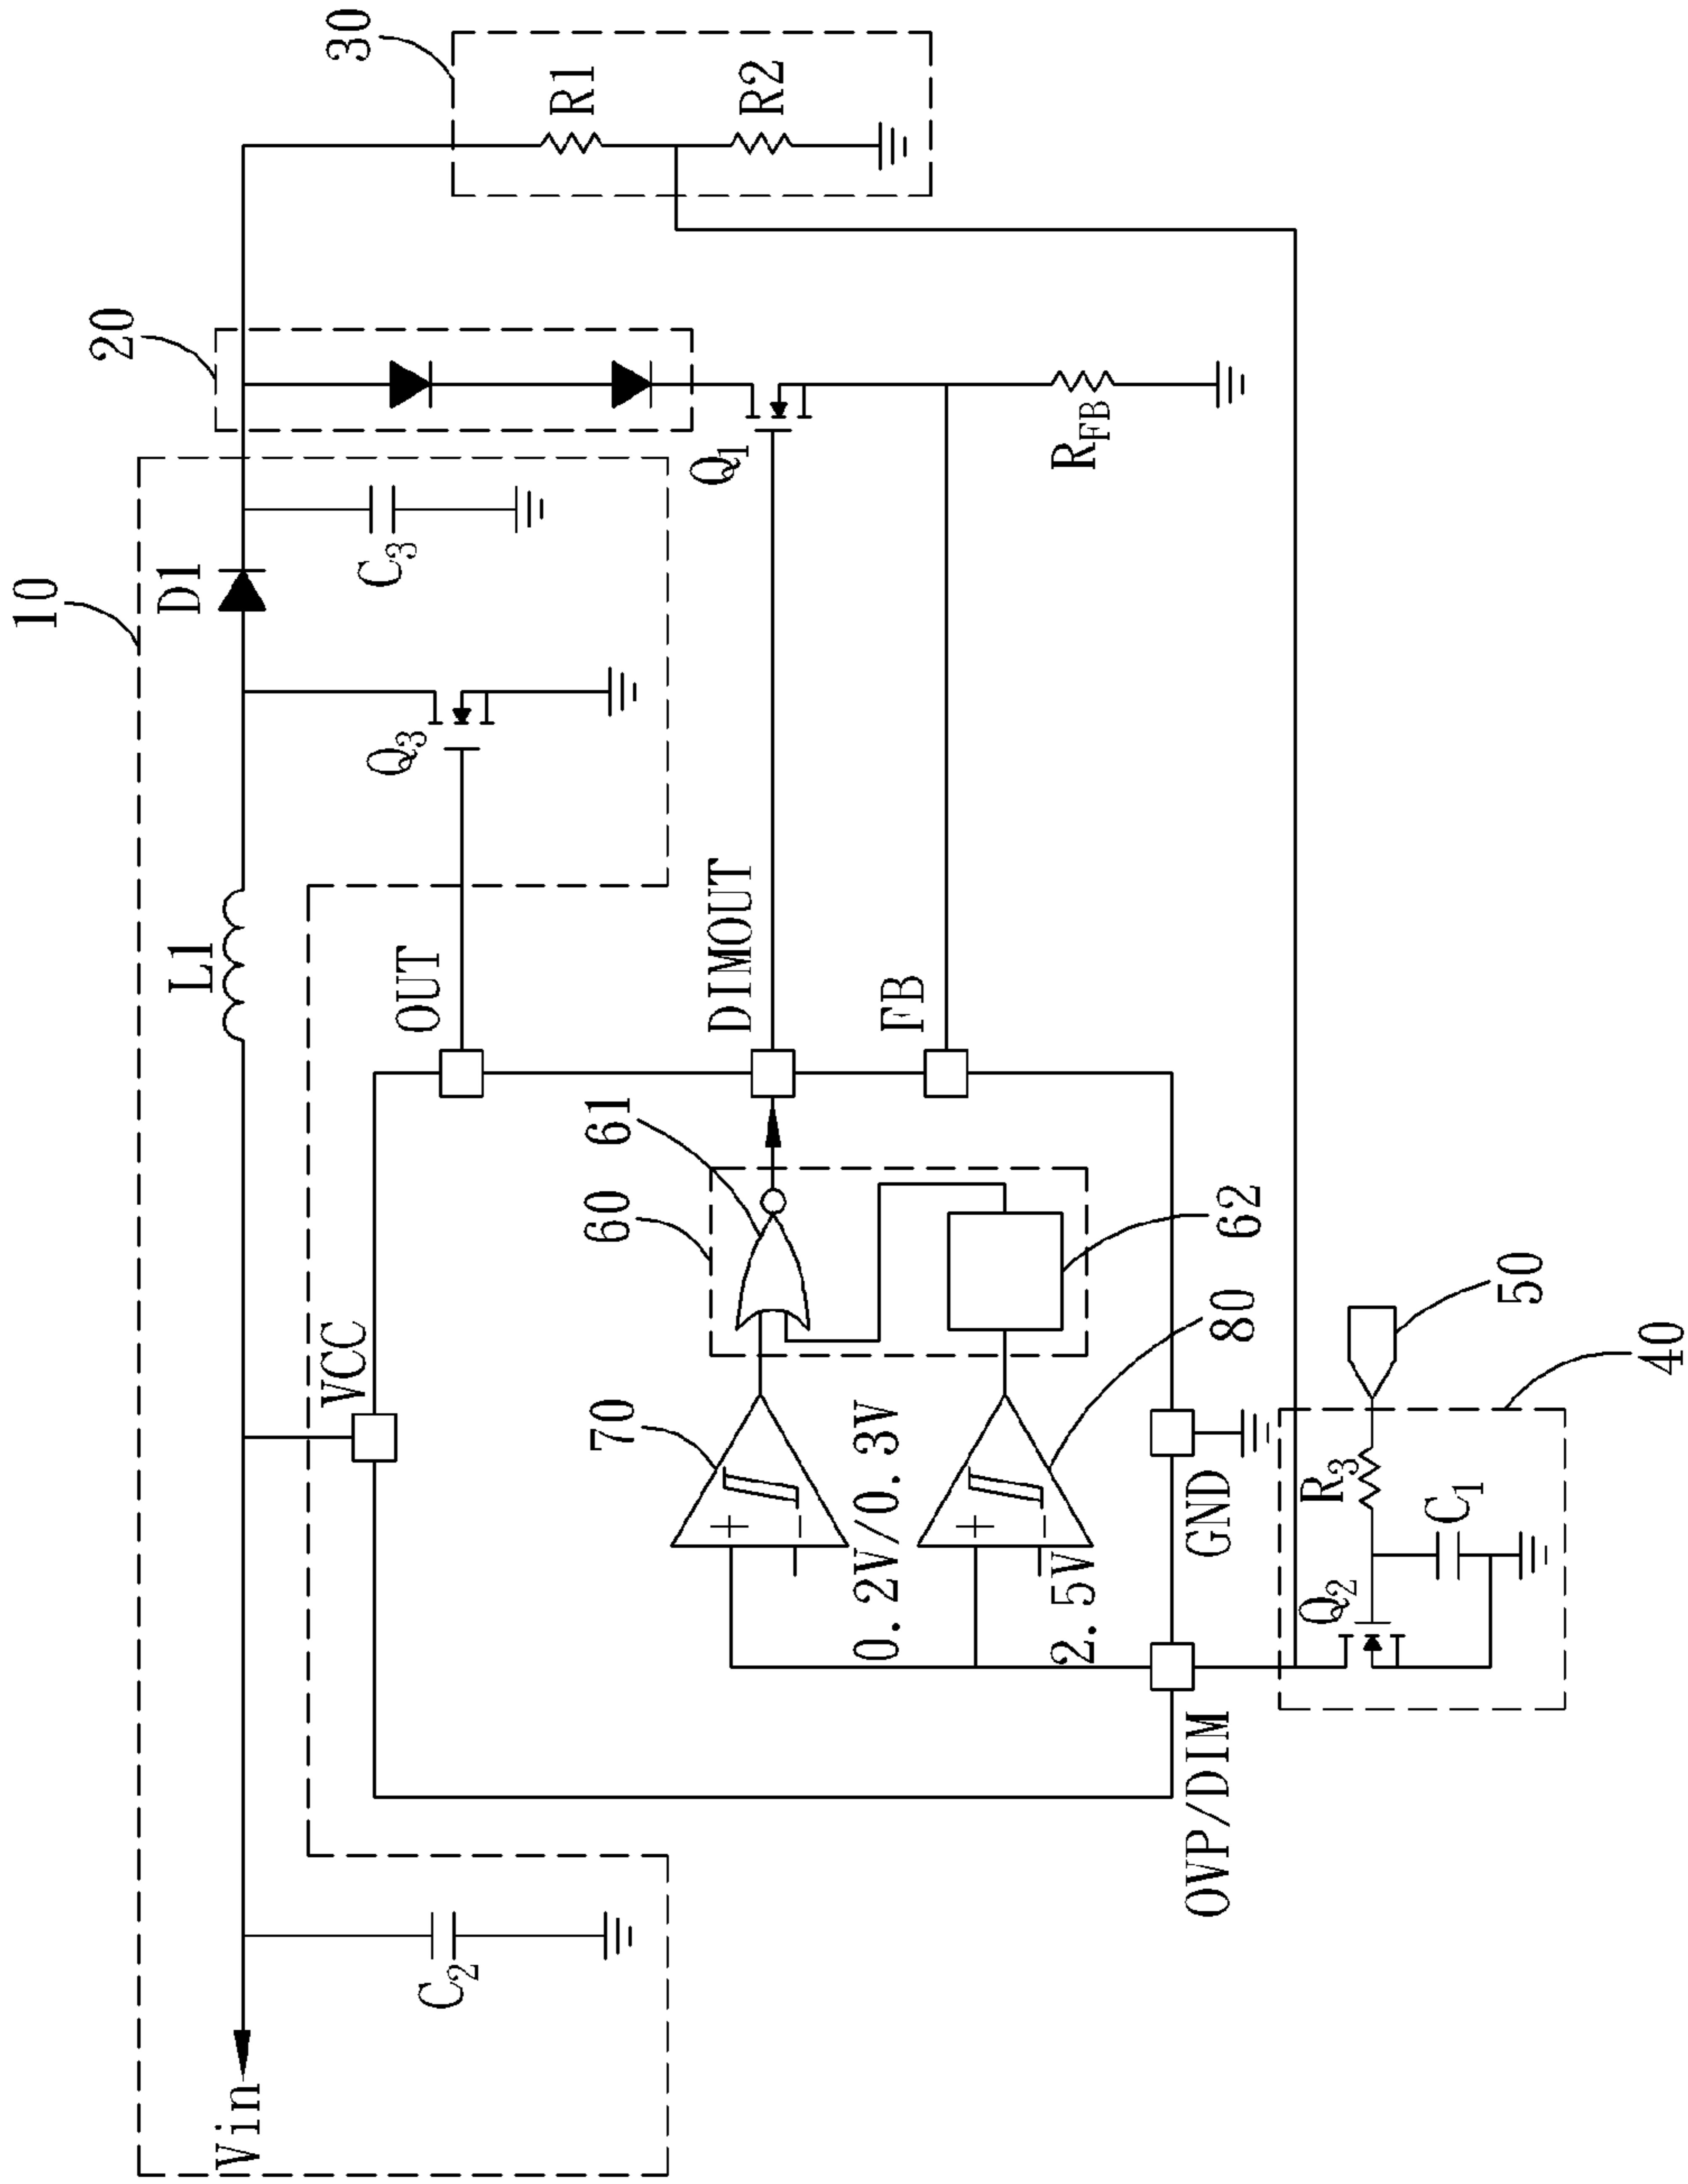 10
20
30
L1
D1
Vin
C2
VCC
OUT
Q3
C3
R1
R2
60
61
70
DIMOUT
Q1
0.2V/0.3V
FB
RFB
2.5V
80
62
OVP/DIM
GND
Q2
R3
C1
50
40